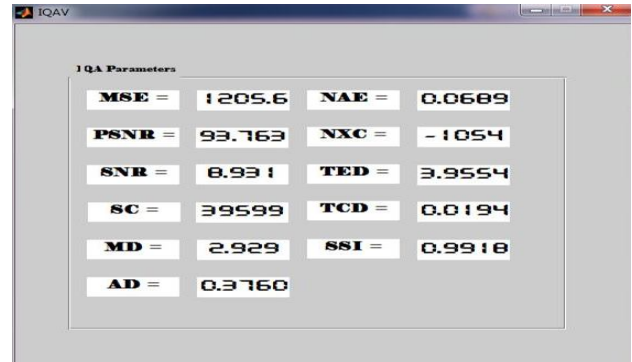 IQAV
IQA Parameters
MSE = 1205.6 NAE = 0.0689
PSNR = 93.763 NXC = -1054
SNR = 8.931 TED = 3.9554
SC = 39599 TCD = 0.0194
MD = 2.929 SSI = 0.9918
AD = 0.3760